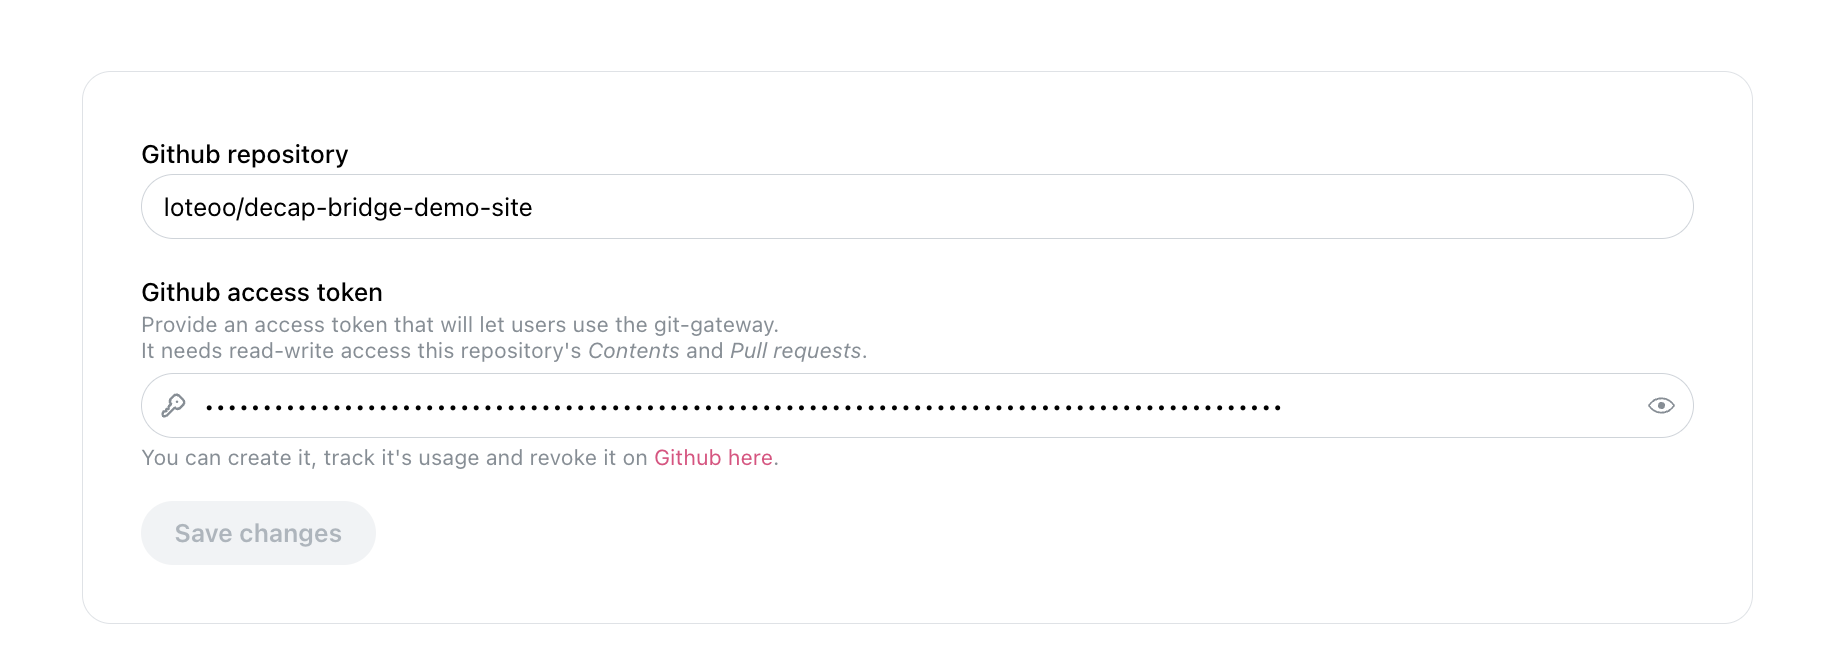 Github repository
loteoo/decap-bridge-demo-site
Github access token
Provide an access token that will let users use the git-gateway.
It needs read-write access this repository's Contents and Pull requests.
You can create it, track it's usage and revoke it on Github here.
Save changes